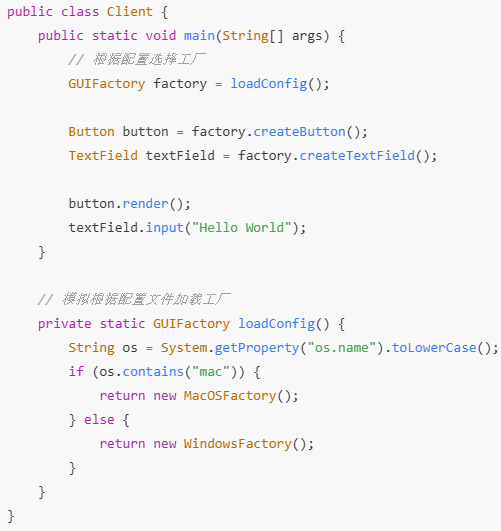 public class Client {
    public static void main(String[] args) {
        // 根据配置选择工厂
        GUIFactory factory = loadConfig();

        Button button = factory.createButton();
        TextField textField = factory.createTextField();

        button.render();
        textField.input("Hello World");
    }

    // 模拟根据配置文件加载工厂
    private static GUIFactory loadConfig() {
        String os = System.getProperty("os.name").toLowerCase();
        if (os.contains("mac")) {
            return new MacOSFactory();
        } else {
            return new WindowsFactory();
        }
    }
}